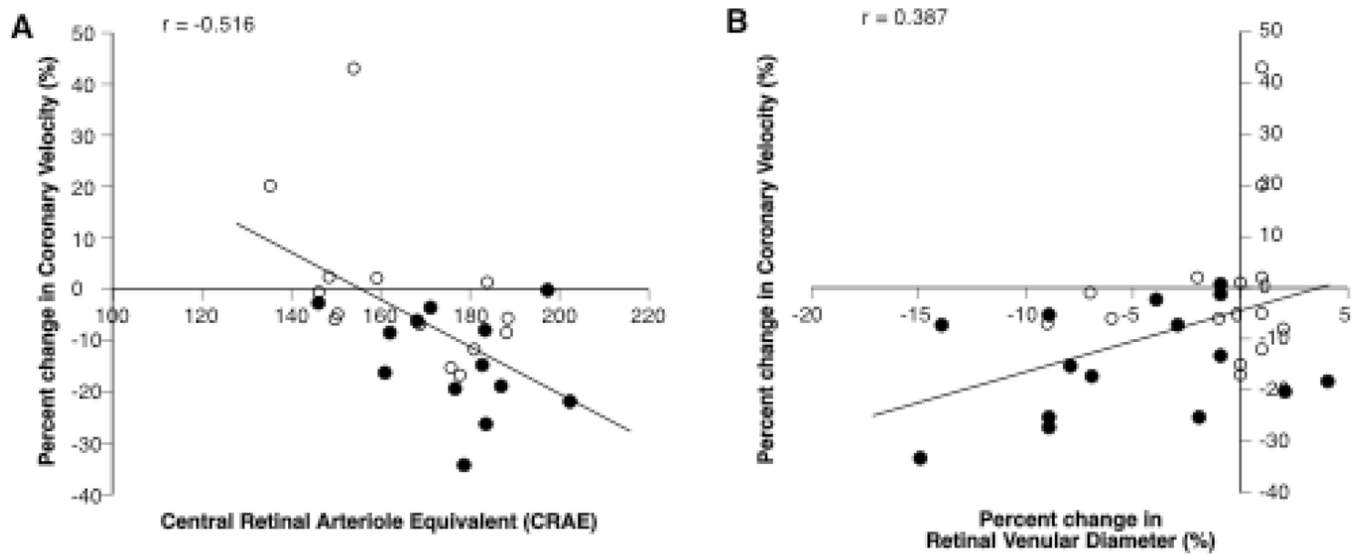 A
r = -0.516
Percent change in Coronary Velocity (%)
50
40
30
20
10
0
-10
-20
-30
-40
100 120 140 160 180 200 220
Central Retinal Arteriole Equivalent (CRAE)
B
r = 0.387
Percent change in Coronary Velocity (%)
50
40
30
20
10
0
-10
-20
-30
-40
-20 -15 -10 -5 0 5
Percent change in
Retinal Venular Diameter (%)